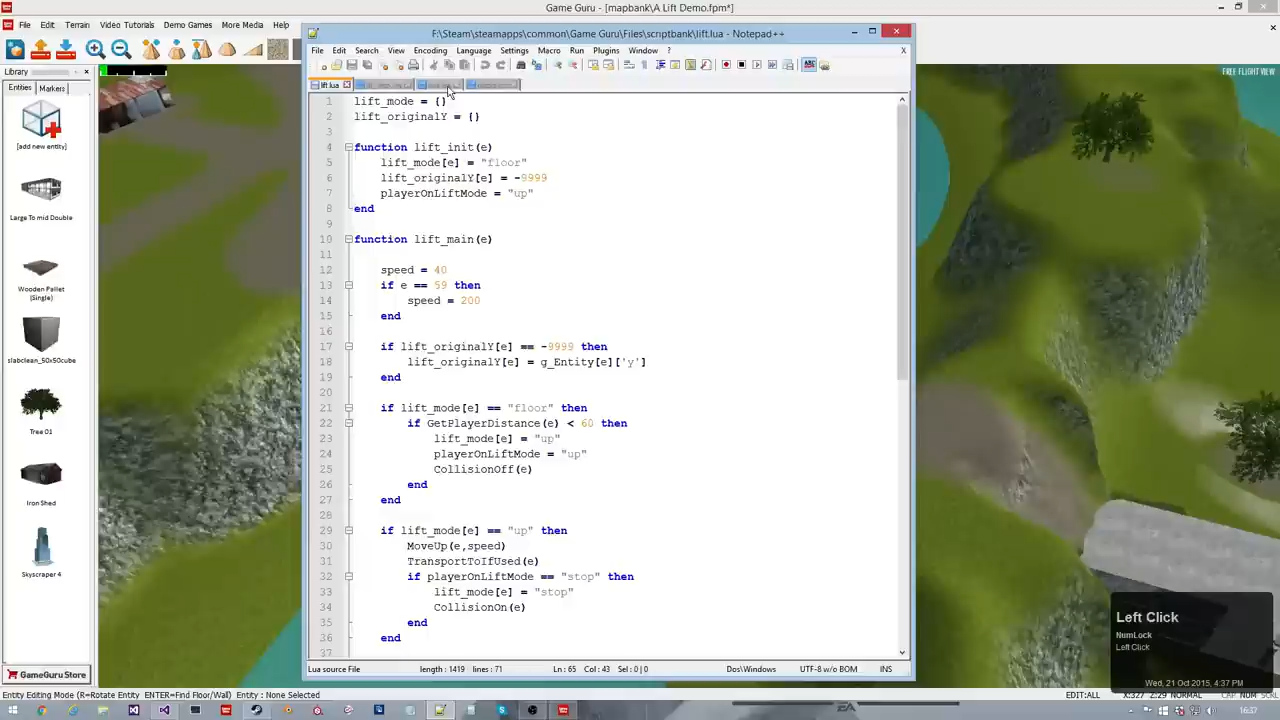 Game Guru - [mapbank\A Lift Demo.fpm*]
File Edit Terrain Video Tutorials Demo Games More Media Help
Library
Entities Markers
[add new entity]
Large To mid Double
Wooden Pallet
(Single)
slabclean_50x50cube
Tree 01
Iron Shed
Skyscraper 4
GameGuru Store
FREE FLIGHT VIEW
F:\Steam\steamapps\common\Game Guru\Files\scriptbank\lift.lua - Notepad++
File Edit Search View Encoding Language Settings Macro Run Plugins Window ? X
lift.lua
1 lift_mode = {}
2 lift_originalY = {}
3
4 function lift_init(e)
5 lift_mode[e] = "floor"
6 lift_originalY[e] = -9999
7 playerOnLiftMode = "up"
8 end
9
10 function lift_main(e)
11
12 speed = 40
13 if e == 59 then
14 speed = 200
15 end
16
17 if lift_originalY[e] == -9999 then
18 lift_originalY[e] = g_Entity[e]['y']
19 end
20
21 if lift_mode[e] == "floor" then
22 if GetPlayerDistance(e) < 60 then
23 lift_mode[e] = "up"
24 playerOnLiftMode = "up"
25 CollisionOff(e)
26 end
27 end
28
29 if lift_mode[e] == "up" then
30 MoveUp(e,speed)
31 TransportToIfUsed(e)
32 if playerOnLiftMode == "stop" then
33 lift_mode[e] = "stop"
34 CollisionOn(e)
35 end
36 end
37
Lua source File length : 1419 lines : 71 Ln : 65 Col : 43 Sel : 0 | 0 Dos\Windows UTF-8 w/o BOM INS
Left Click
NumLock
Left Click
Wed, 21 Oct 2015, 4:37 PM
Entity Editing Mode (R=Rotate Entity ENTER=Find Floor/Wall) Entity : None Selected EDIT:ALL X:327 Z:29 NORMAL CAP NUM SCRL
16:37